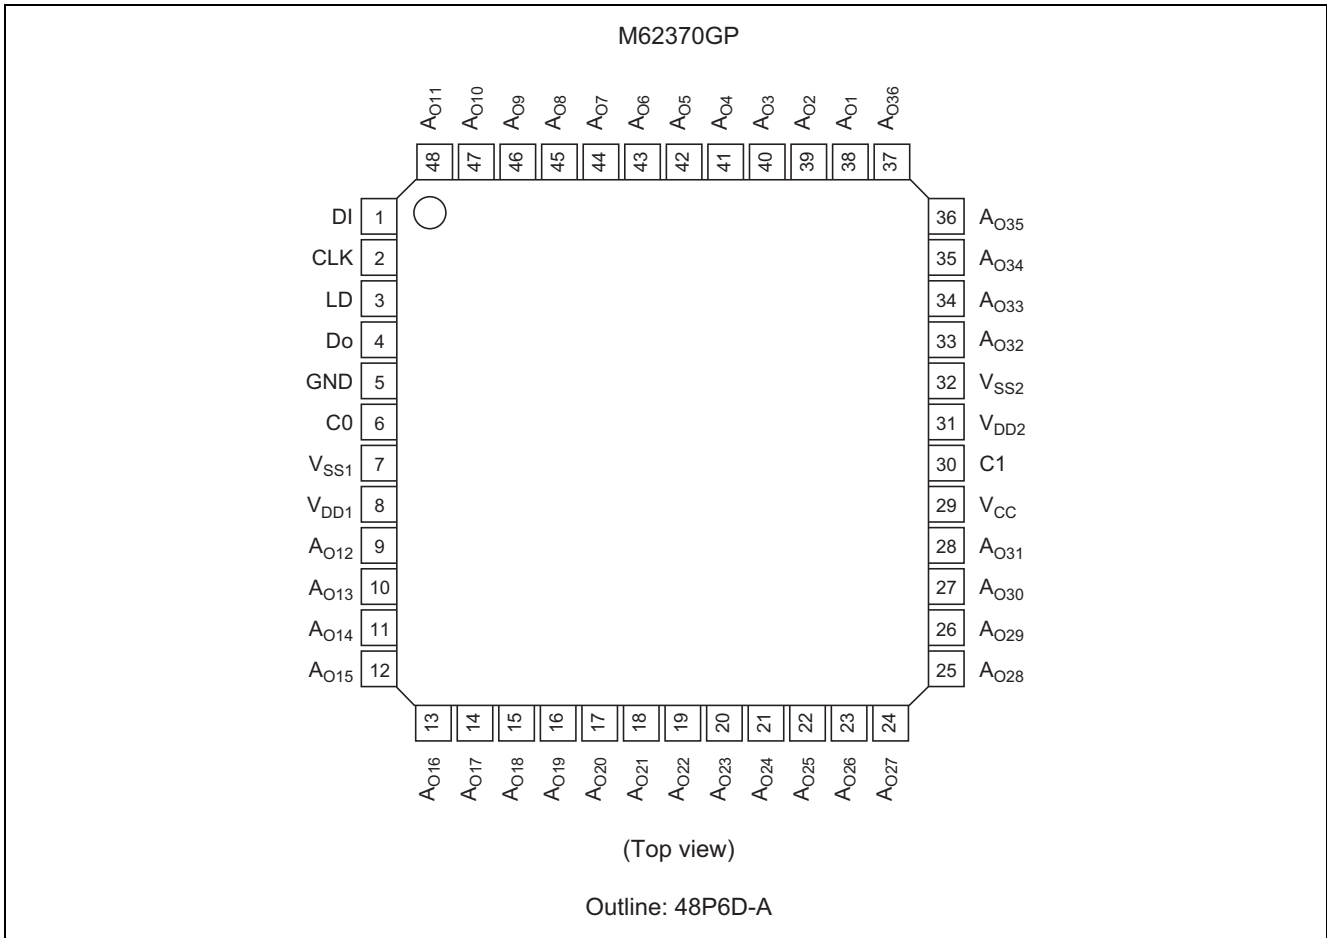 M62370GP
AO11 AO10 AO9 AO8 AO7 AO6 AO5 AO4 AO3 AO2 AO1 AO36
48 47 46 45 44 43 42 41 40 39 38 37
DI 1 36 AO35
CLK 2 35 AO34
LD 3 34 AO33
Do 4 33 AO32
GND 5 32 VSS2
C0 6 31 VDD2
VSS1 7 30 C1
VDD1 8 29 VCC
AO12 9 28 AO31
AO13 10 27 AO30
AO14 11 26 AO29
AO15 12 25 AO28
13 14 15 16 17 18 19 20 21 22 23 24
AO16 AO17 AO18 AO19 AO20 AO21 AO22 AO23 AO24 AO25 AO26 AO27
(Top view)
Outline: 48P6D-A